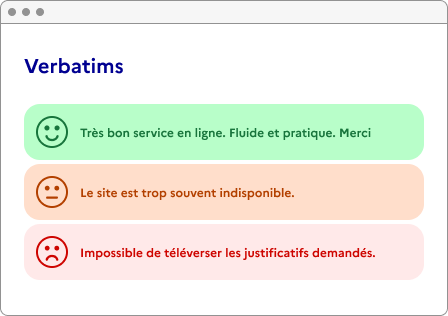 Verbatims
Très bon service en ligne. Fluide et pratique. Merci
Le site est trop souvent indisponible.
Impossible de téléverser les justificatifs demandés.